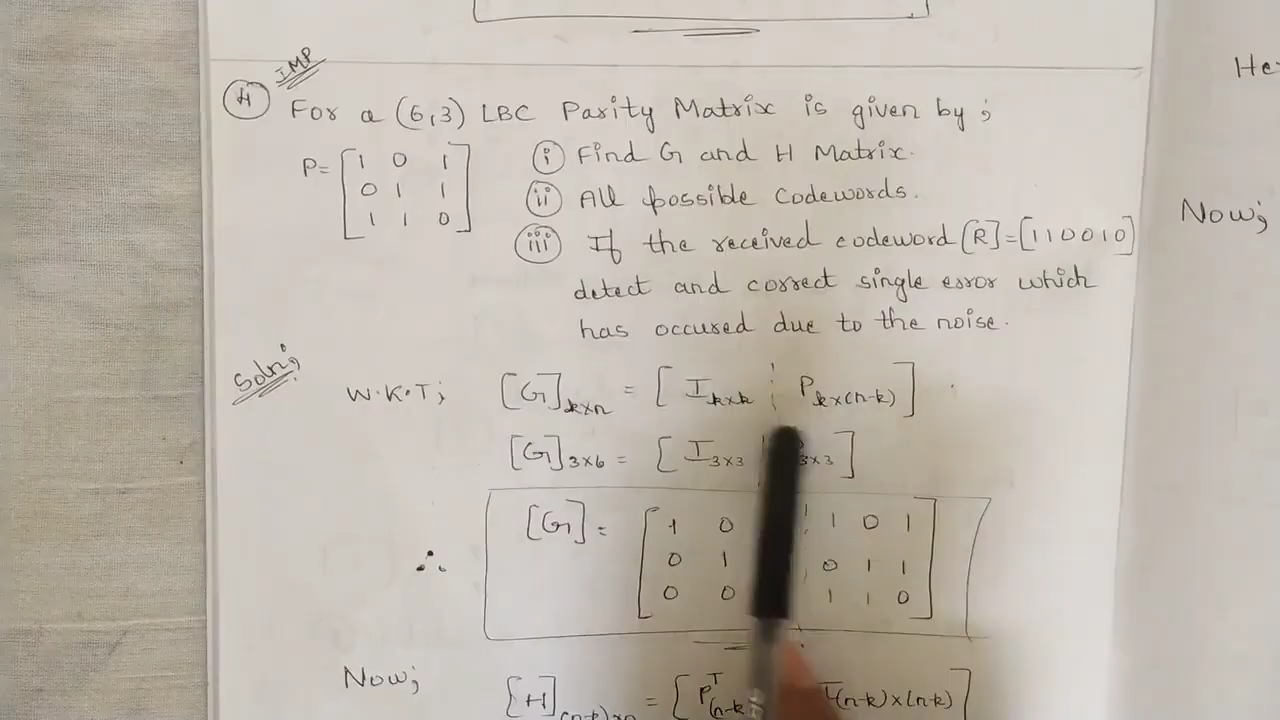 IMP
4 For a (6,3) LBC Parity Matrix is given by;
P= [1 0 1
0 1 1
1 1 0]
i Find G and H Matrix.
ii All possible Codewords.
iii If the received codeword [R]=[110010]
detect and correct single error which
has occured due to the noise.
Soln;
W.K.T; [G]k×n = [ Ik×k ⋮ Pk×(n-k) ]
[G]3×6 = [ I3×3 3×3 ]
∴ [G] = [ 1 0 ⋮ 1 0 1
0 1 ⋮ 0 1 1
0 0 1 1 0 ]
Now; [H](n-k)×n = [ P^T(n-k I(n-k)×(n-k) ]
He
Now;